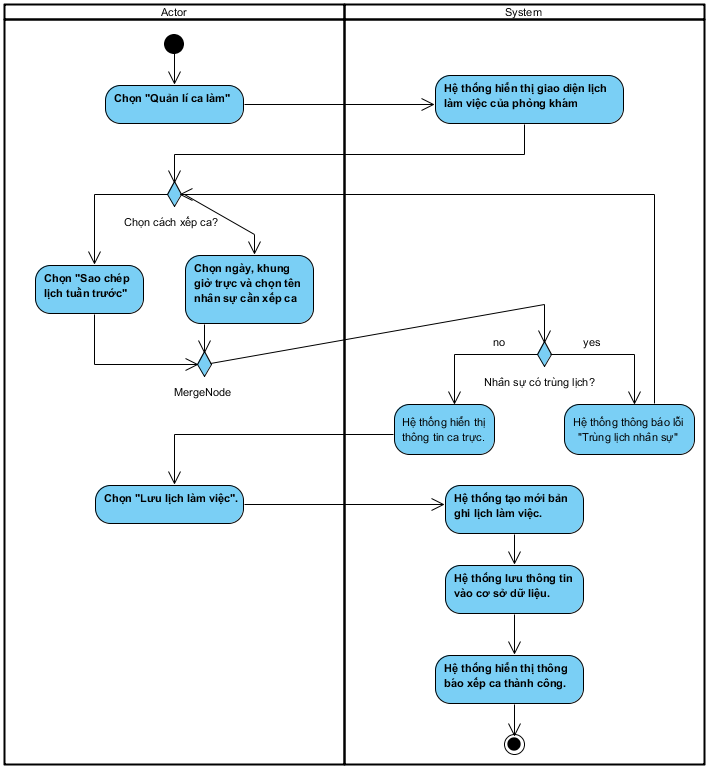 Actor
System
Chọn "Quản lí ca làm"
Hệ thống hiển thị giao diện lịch
làm việc của phòng khám
Chọn cách xếp ca?
Chọn "Sao chép
lịch tuần trước"
Chọn ngày, khung
giờ trực và chọn tên
nhân sự cần xếp ca
MergeNode
no
yes
Nhân sự có trùng lịch?
Hệ thống hiển thị
thông tin ca trực.
Hệ thống thông báo lỗi
"Trùng lịch nhân sự"
Chọn "Lưu lịch làm việc".
Hệ thống tạo mới bản
ghi lịch làm việc.
Hệ thống lưu thông tin
vào cơ sở dữ liệu.
Hệ thống hiển thị thông
báo xếp ca thành công.